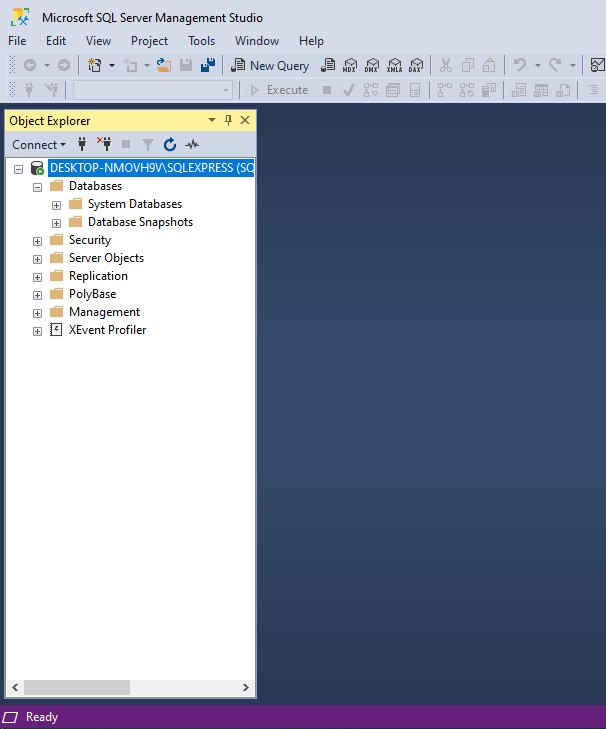 Microsoft SQL Server Management Studio
File Edit View Project Tools Window Help
New Query MDX DMX XMLA DAX
Execute
Object Explorer
Connect
DESKTOP-NMOVH9V\SQLEXPRESS (SQ
Databases
System Databases
Database Snapshots
Security
Server Objects
Replication
PolyBase
Management
XEvent Profiler
Ready